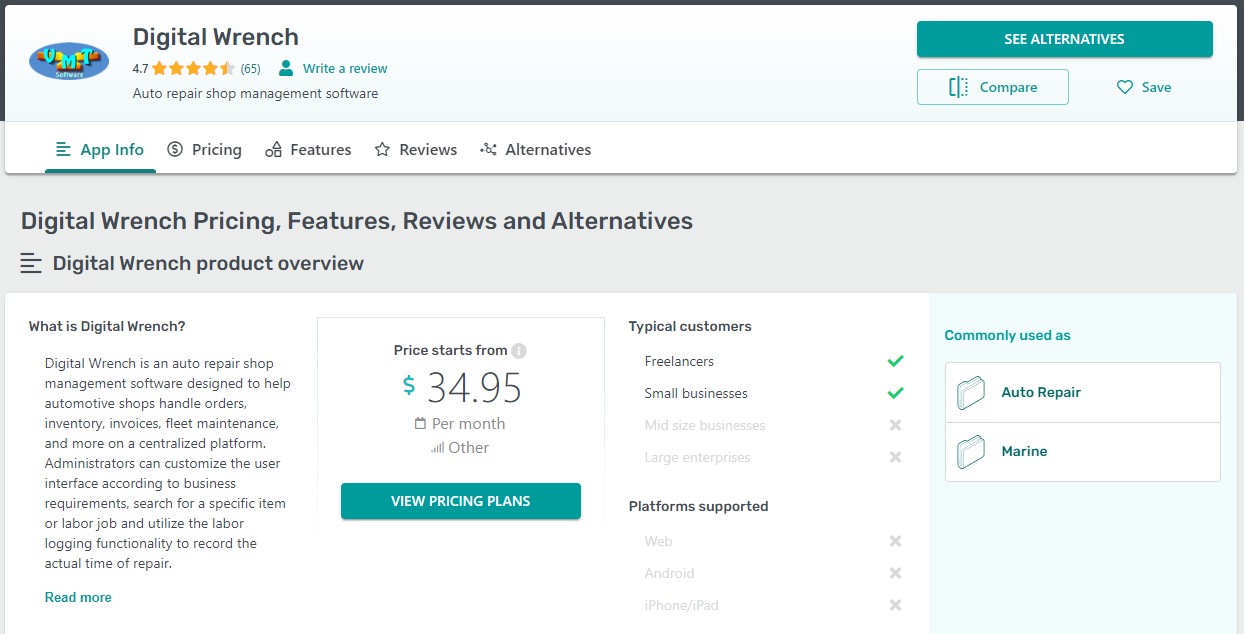 VMT
Software
Digital Wrench
4.7 (65) Write a review
Auto repair shop management software
SEE ALTERNATIVES
Compare
Save
App Info
Pricing
Features
Reviews
Alternatives
Digital Wrench Pricing, Features, Reviews and Alternatives
Digital Wrench product overview
What is Digital Wrench?
Digital Wrench is an auto repair shop
management software designed to help
automotive shops handle orders,
inventory, invoices, fleet maintenance,
and more on a centralized platform.
Administrators can customize the user
interface according to business
requirements, search for a specific item
or labor job and utilize the labor
logging functionality to record the
actual time of repair.
Read more
Price starts from
$ 34.95
Per month
Other
VIEW PRICING PLANS
Typical customers
Freelancers
Small businesses
Mid size businesses
Large enterprises
Platforms supported
Web
Android
iPhone/iPad
Commonly used as
Auto Repair
Marine